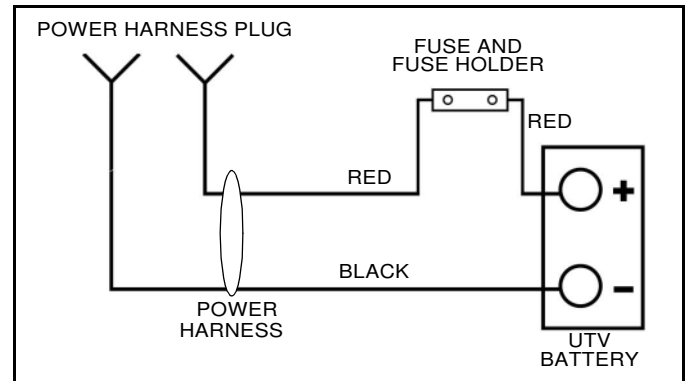 POWER HARNESS PLUG
FUSE AND
FUSE HOLDER
RED
RED
+
BLACK
-
POWER
HARNESS
UTV
BATTERY